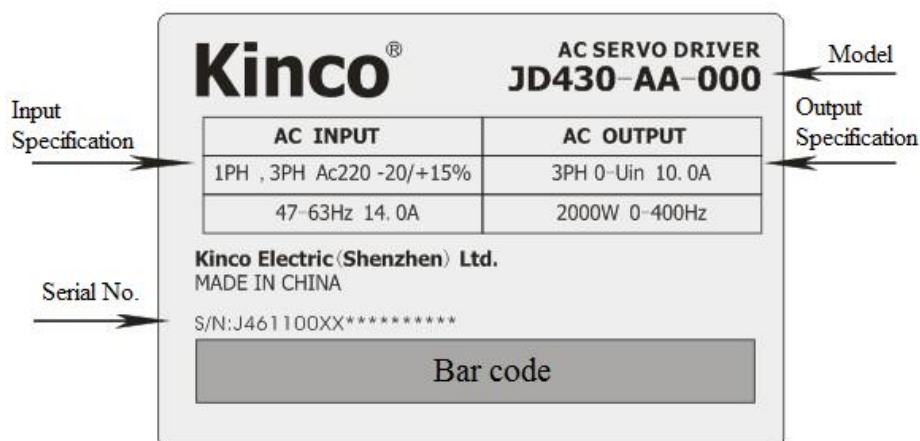 Kinco®
AC SERVO DRIVER
JD430-AA-000
Model
Input
Specification
Output
Specification
AC INPUT
AC OUTPUT
1PH , 3PH Ac220 -20/+15%
3PH 0-Uin 10. 0A
47-63Hz 14. 0A
2000W 0-400Hz
Kinco Electric(Shenzhen) Ltd.
MADE IN CHINA
Serial No.
S/N:J461100XX**********
Bar code